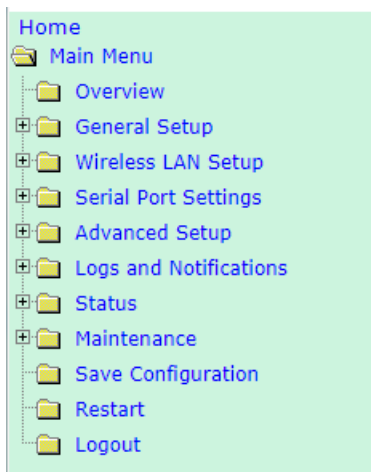 Home
Main Menu
Overview
General Setup
Wireless LAN Setup
Serial Port Settings
Advanced Setup
Logs and Notifications
Status
Maintenance
Save Configuration
Restart
Logout